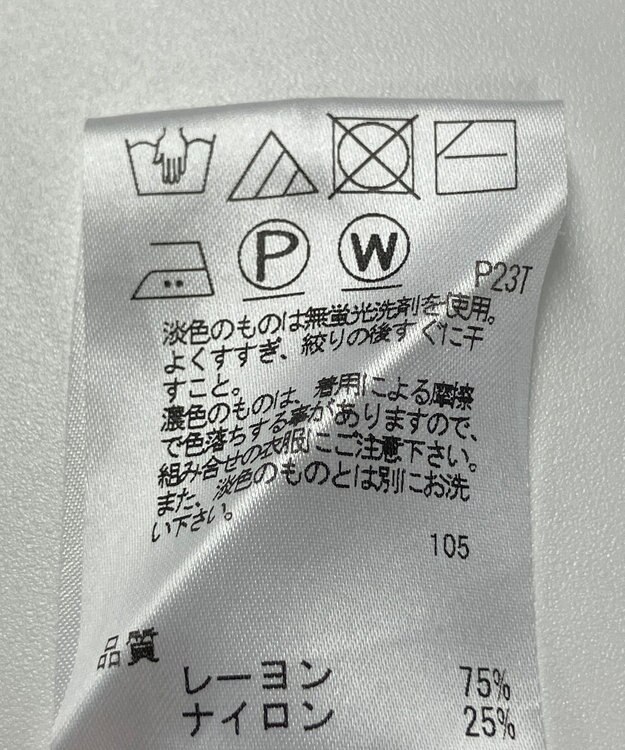 P W
P23T
淡色のものは無蛍光洗剤を使用。
よくすすぎ、絞りの後すぐに干
すこと。
濃色のものは、着用による摩擦
で色落ちする事がありますので、
組み合せの衣服にご注意下さい。
また、淡色のものとは別にお洗
い下さい。
105
品質
レーヨン 75%
ナイロン 25%